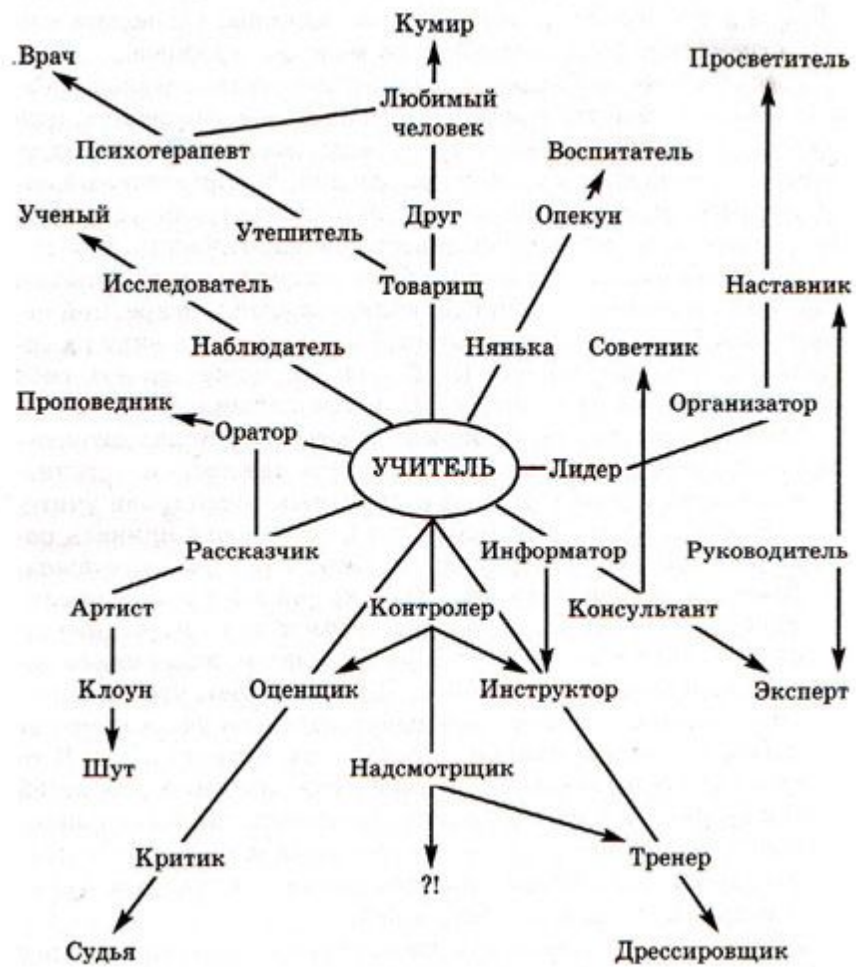 Кумир
.Врач
Просветитель
Любимый
человек
Психотерапевт
Воспитатель
Ученый
Утешитель
Друг
Опекун
Исследователь
Товарищ
Наставник
Наблюдатель
Нянька
Советник
Проповедник
Оратор
Организатор
УЧИТЕЛЬ
Лидер
Рассказчик
Информатор
Руководитель
Артист
Контролер
Консультант
Клоун
Оценщик
Инструктор
Эксперт
Шут
Надсмотрщик
Критик
Тренер
?!
Судья
Дрессировщик